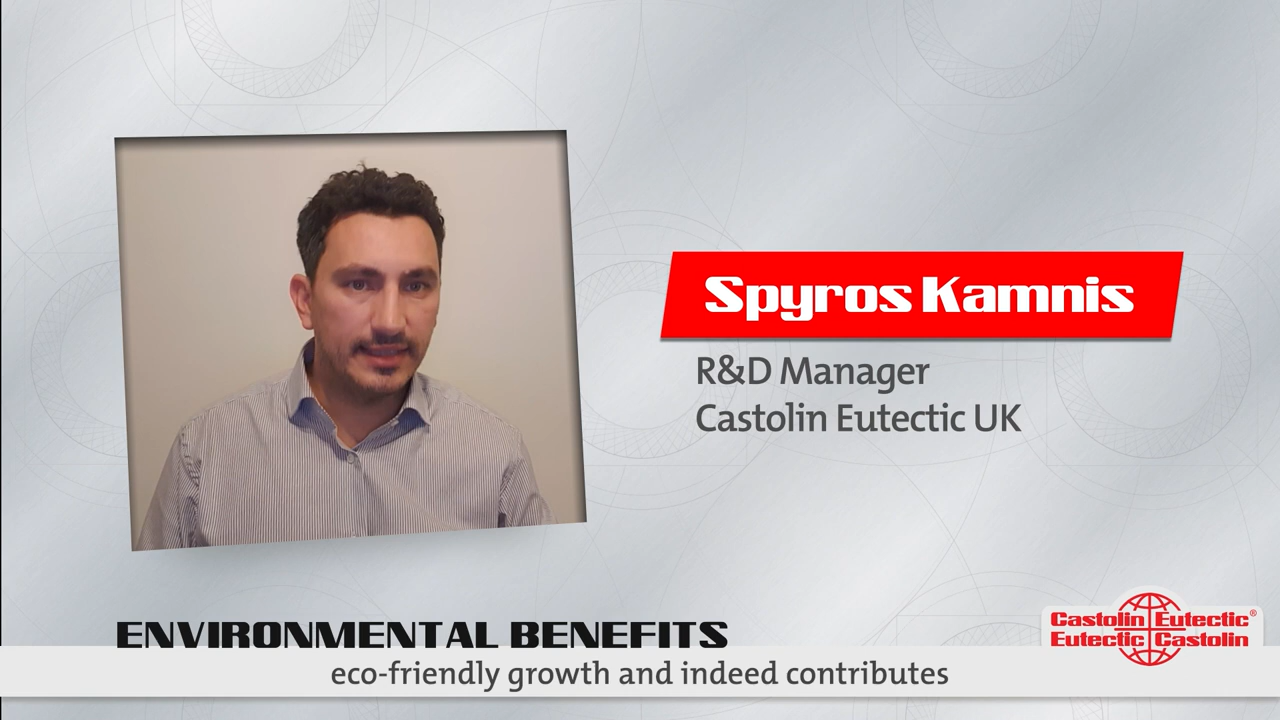 Spyros Kamnis
R&D Manager
Castolin Eutectic UK
ENVIRONMENTAL BENEFITS
Castolin Eutectic®
Eutectic Castolin
eco-friendly growth and indeed contributes